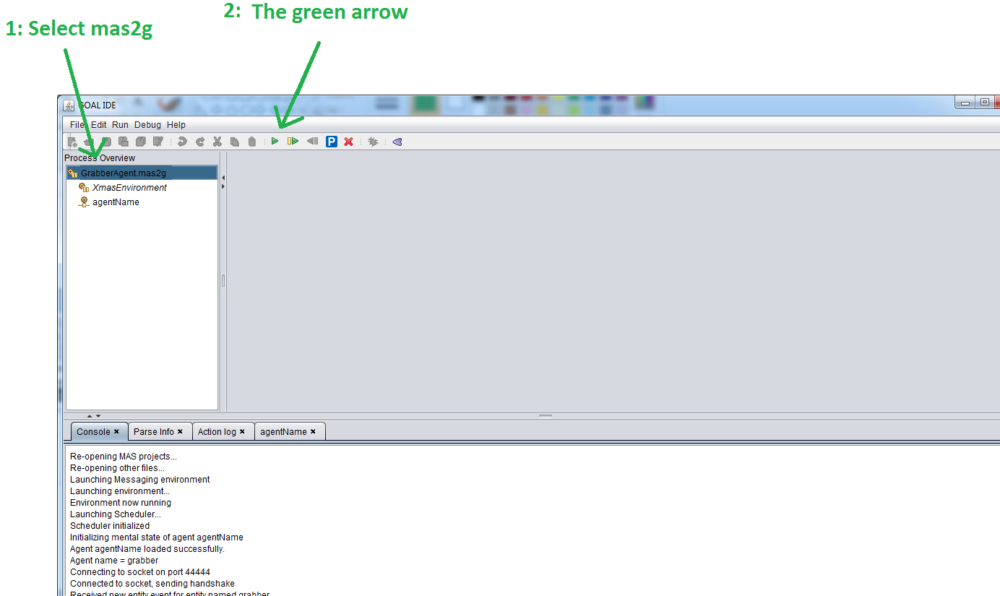 2: The green arrow
1: Select mas2g
GOAL IDE
File Edit Run Debug Help
P
Process Overview
GrabberAgent.mas2g
XmasEnvironment
agentName
Console × Parse Info × Action log × agentName ×
Re-opening MAS projects...
Re-opening other files...
Launching Messaging environment
Launching environment...
Environment now running
Launching Scheduler...
Scheduler initialized
Initializing mental state of agent agentName
Agent agentName loaded successfully.
Agent name = grabber
Connecting to socket on port 44444
Connected to socket, sending handshake
Received new entity event for entity named grabber